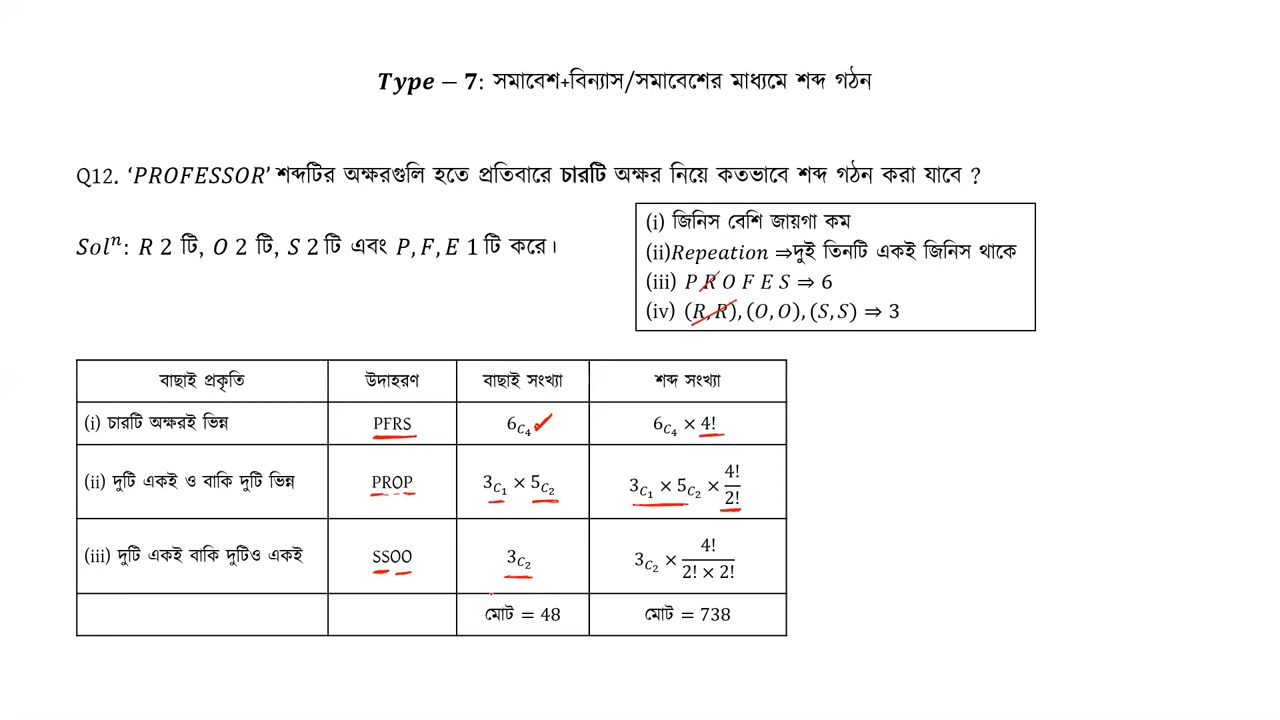 Type − 7: সমাবেশ+বিন্যাস/সমাবেশের মাধ্যমে শব্দ গঠন
Q12. ‘PROFESSOR’ শব্দটির অক্ষরগুলি হতে প্রতিবারে চারটি অক্ষর নিয়ে কতভাবে শব্দ গঠন করা যাবে ?
Solⁿ: R 2 টি, O 2 টি, S 2 টি এবং P, F, E 1 টি করে।
(i) জিনিস বেশি জায়গা কম
(ii)Repeation ⇒দুই তিনটি একই জিনিস থাকে
(iii) P R O F E S ⇒ 6
(iv) (R, R), (O, O), (S, S) ⇒ 3
বাছাই প্রকৃতি উদাহরণ বাছাই সংখ্যা শব্দ সংখ্যা
(i) চারটি অক্ষরই ভিন্ন PFRS 6C₄ 6C₄ × 4!
(ii) দুটি একই ও বাকি দুটি ভিন্ন PROP 3C₁ × 5C₂ 3C₁ × 5C₂ × 4!/2!
(iii) দুটি একই বাকি দুটিও একই SSOO 3C₂ 3C₂ × 4!/(2! × 2!)
মোট = 48 মোট = 738